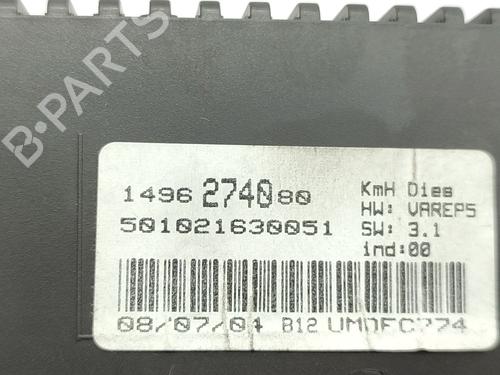 B-PARTS
1496 2740 80 KmH Dies
HW: VAREP5
501021630051 SW: 3.1
ind:00
08/07/04 B12 UMDFC774